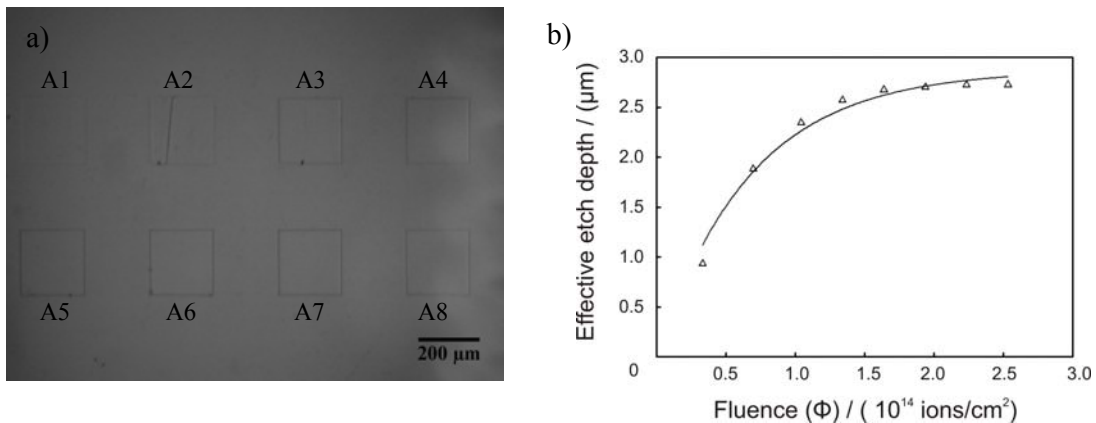 a)
A1 A2 A3 A4
A5 A6 A7 A8
200 µm
b)
Effective etch depth / (µm)
3.0
2.5
2.0
1.5
1.0
0.5
0
0.5 1.0 1.5 2.0 2.5 3.0
Fluence (Φ) / ( 10¹⁴ ions/cm²)